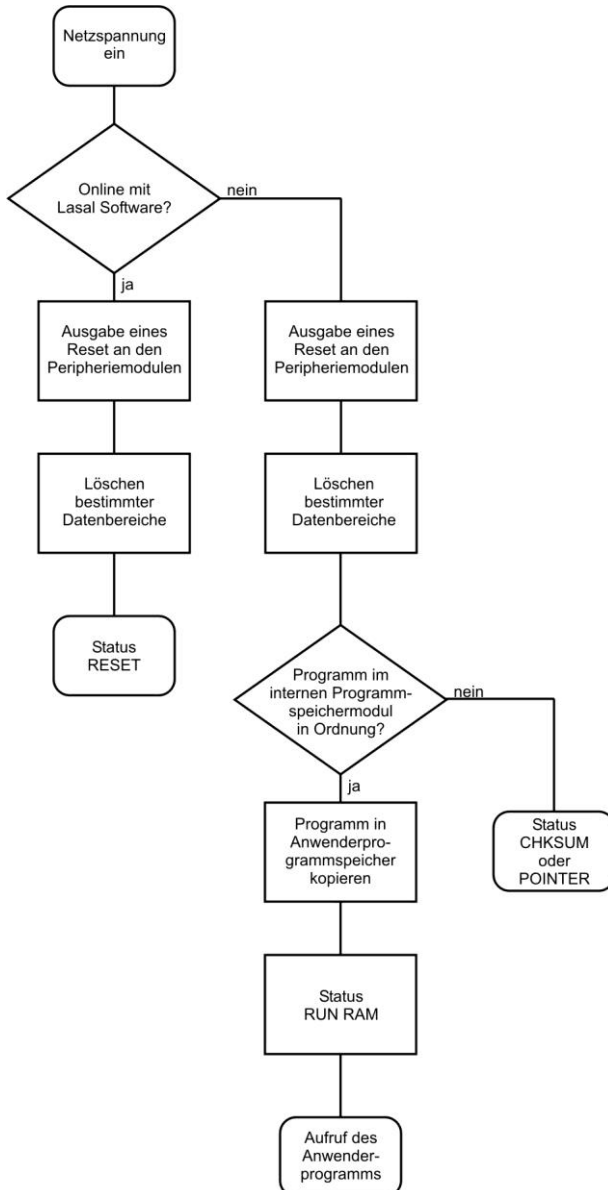 Netzspannung
ein
Online mit
Lasal Software?
nein
ja
Ausgabe eines
Reset an den
Peripheriemodulen
Ausgabe eines
Reset an den
Peripheriemodulen
Löschen
bestimmter
Datenbereiche
Löschen
bestimmter
Datenbereiche
Status
RESET
Programm im
internen Programm-
speichermodul
in Ordnung?
nein
ja
Programm in
Anwenderpro-
grammspeicher
kopieren
Status
CHKSUM
oder
POINTER
Status
RUN RAM
Aufruf des
Anwender-
programms